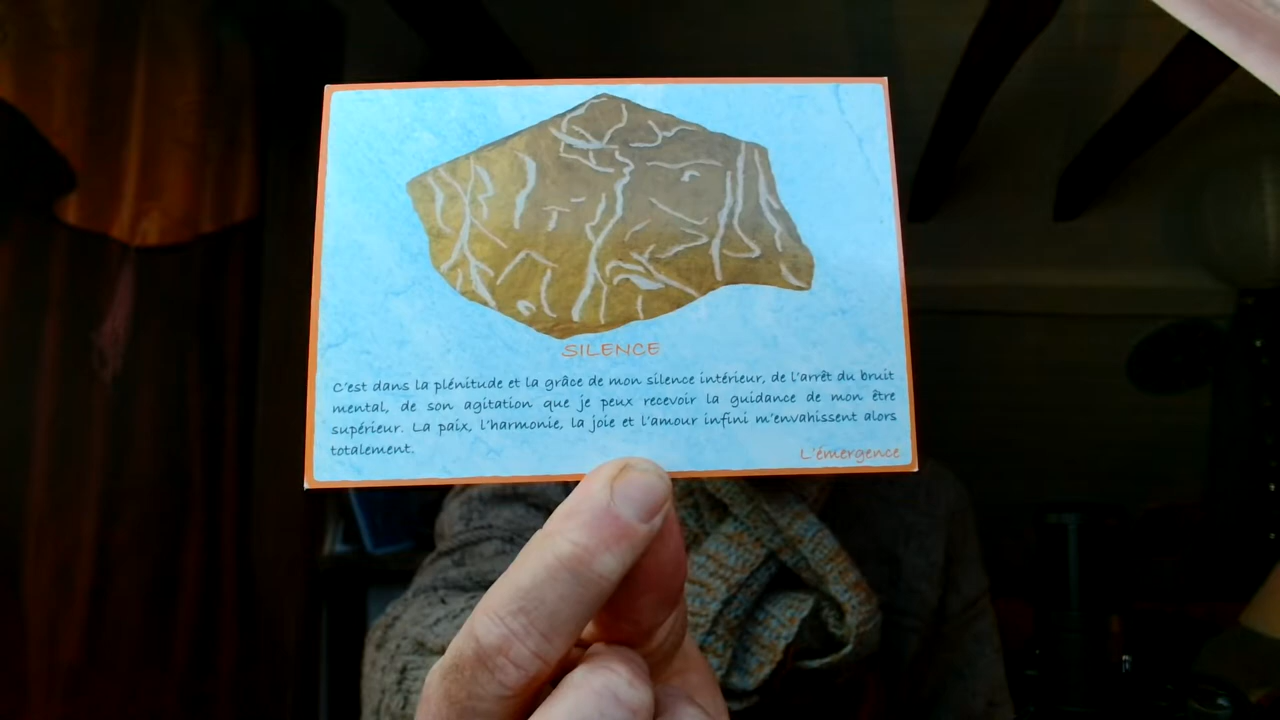 SILENCE
C'est dans la plénitude et la grâce de mon silence intérieur, de l'arrêt du bruit
mental, de son agitation que je peux recevoir la guidance de mon être
supérieur. La paix, l'harmonie, la joie et l'amour infini m'envahissent alors
totalement.
L'émergence